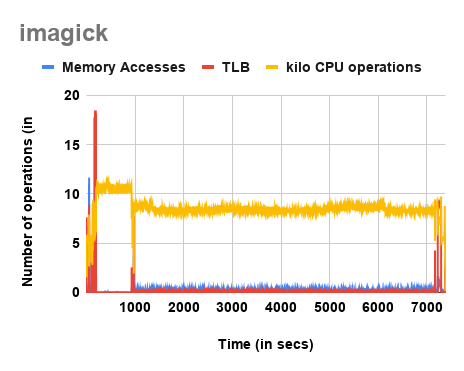 imagick
Memory Accesses TLB kilo CPU operations
Number of operations (in
20
15
10
5
0
1000 2000 3000 4000 5000 6000 7000
Time (in secs)